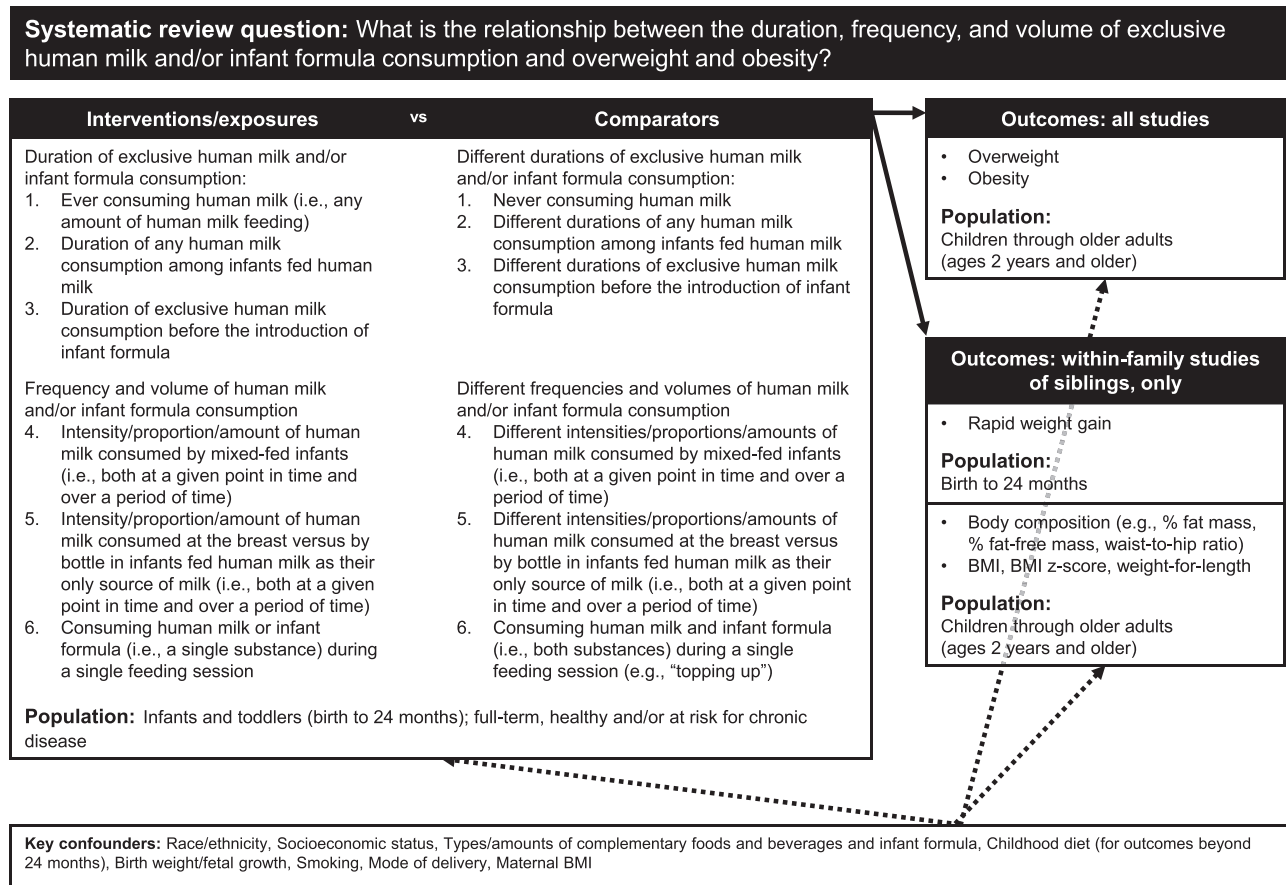 Systematic review question: What is the relationship between the duration, frequency, and volume of exclusive
human milk and/or infant formula consumption and overweight and obesity?
Interventions/exposures vs Comparators
Duration of exclusive human milk and/or
infant formula consumption:
1. Ever consuming human milk (i.e., any
amount of human milk feeding)
2. Duration of any human milk
consumption among infants fed human
milk
3. Duration of exclusive human milk
consumption before the introduction of
infant formula
Different durations of exclusive human milk
and/or infant formula consumption:
1. Never consuming human milk
2. Different durations of any human milk
consumption among infants fed human milk
3. Different durations of exclusive human milk
consumption before the introduction of infant
formula
Frequency and volume of human milk
and/or infant formula consumption
4. Intensity/proportion/amount of human
milk consumed by mixed-fed infants
(i.e., both at a given point in time and
over a period of time)
5. Intensity/proportion/amount of human
milk consumed at the breast versus by
bottle in infants fed human milk as their
only source of milk (i.e., both at a given
point in time and over a period of time)
6. Consuming human milk or infant
formula (i.e., a single substance) during
a single feeding session
Different frequencies and volumes of human milk
and/or infant formula consumption
4. Different intensities/proportions/amounts of
human milk consumed by mixed-fed infants
(i.e., both at a given point in time and over a
period of time)
5. Different intensities/proportions/amounts of
human milk consumed at the breast versus
by bottle in infants fed human milk as their
only source of milk (i.e., both at a given point
in time and over a period of time)
6. Consuming human milk and infant formula
(i.e., both substances) during a single
feeding session (e.g., “topping up”)
Population: Infants and toddlers (birth to 24 months); full-term, healthy and/or at risk for chronic
disease
Outcomes: all studies
• Overweight
• Obesity
Population:
Children through older adults
(ages 2 years and older)
Outcomes: within-family studies
of siblings, only
• Rapid weight gain
Population:
Birth to 24 months
• Body composition (e.g., % fat mass,
% fat-free mass, waist-to-hip ratio)
• BMI, BMI z-score, weight-for-length
Population:
Children through older adults
(ages 2 years and older)
Key confounders: Race/ethnicity, Socioeconomic status, Types/amounts of complementary foods and beverages and infant formula, Childhood diet (for outcomes beyond
24 months), Birth weight/fetal growth, Smoking, Mode of delivery, Maternal BMI